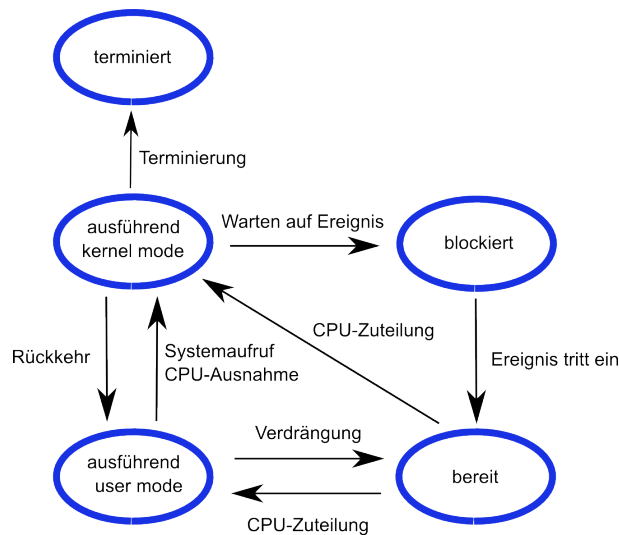 terminiert
Terminierung
ausführend
kernel mode
Warten auf Ereignis
blockiert
CPU-Zuteilung
Rückkehr
Systemaufruf
CPU-Ausnahme
Ereignis tritt ein
ausführend
user mode
Verdrängung
bereit
CPU-Zuteilung